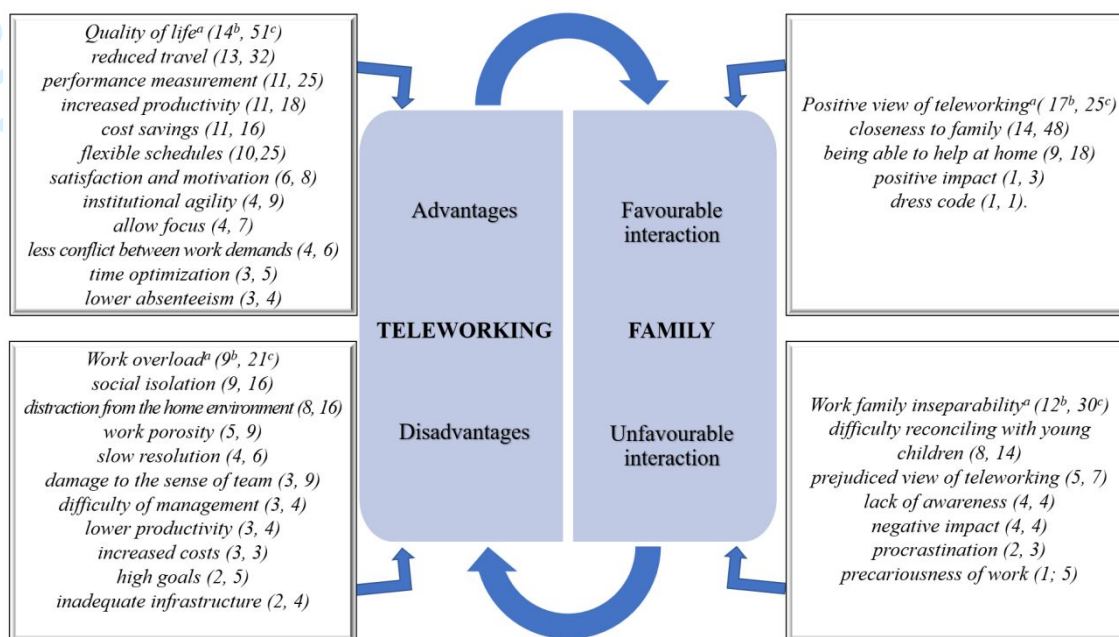 Quality of lifeᵃ (14ᵇ, 51ᶜ)
reduced travel (13, 32)
performance measurement (11, 25)
increased productivity (11, 18)
cost savings (11, 16)
flexible schedules (10,25)
satisfaction and motivation (6, 8)
institutional agility (4, 9)
allow focus (4, 7)
less conflict between work demands (4, 6)
time optimization (3, 5)
lower absenteeism (3, 4)
Work overloadᵃ (9ᵇ, 21ᶜ)
social isolation (9, 16)
distraction from the home environment (8, 16)
work porosity (5, 9)
slow resolution (4, 6)
damage to the sense of team (3, 9)
difficulty of management (3, 4)
lower productivity (3, 4)
increased costs (3, 3)
high goals (2, 5)
inadequate infrastructure (2, 4)
Advantages
TELEWORKING
Disadvantages
Favourable
interaction
FAMILY
Unfavourable
interaction
Positive view of teleworkingᵃ( 17ᵇ, 25ᶜ)
closeness to family (14, 48)
being able to help at home (9, 18)
positive impact (1, 3)
dress code (1, 1).
Work family inseparabilityᵃ (12ᵇ, 30ᶜ)
difficulty reconciling with young
children (8, 14)
prejudiced view of teleworking (5, 7)
lack of awareness (4, 4)
negative impact (4, 4)
procrastination (2, 3)
precariousness of work (1; 5)